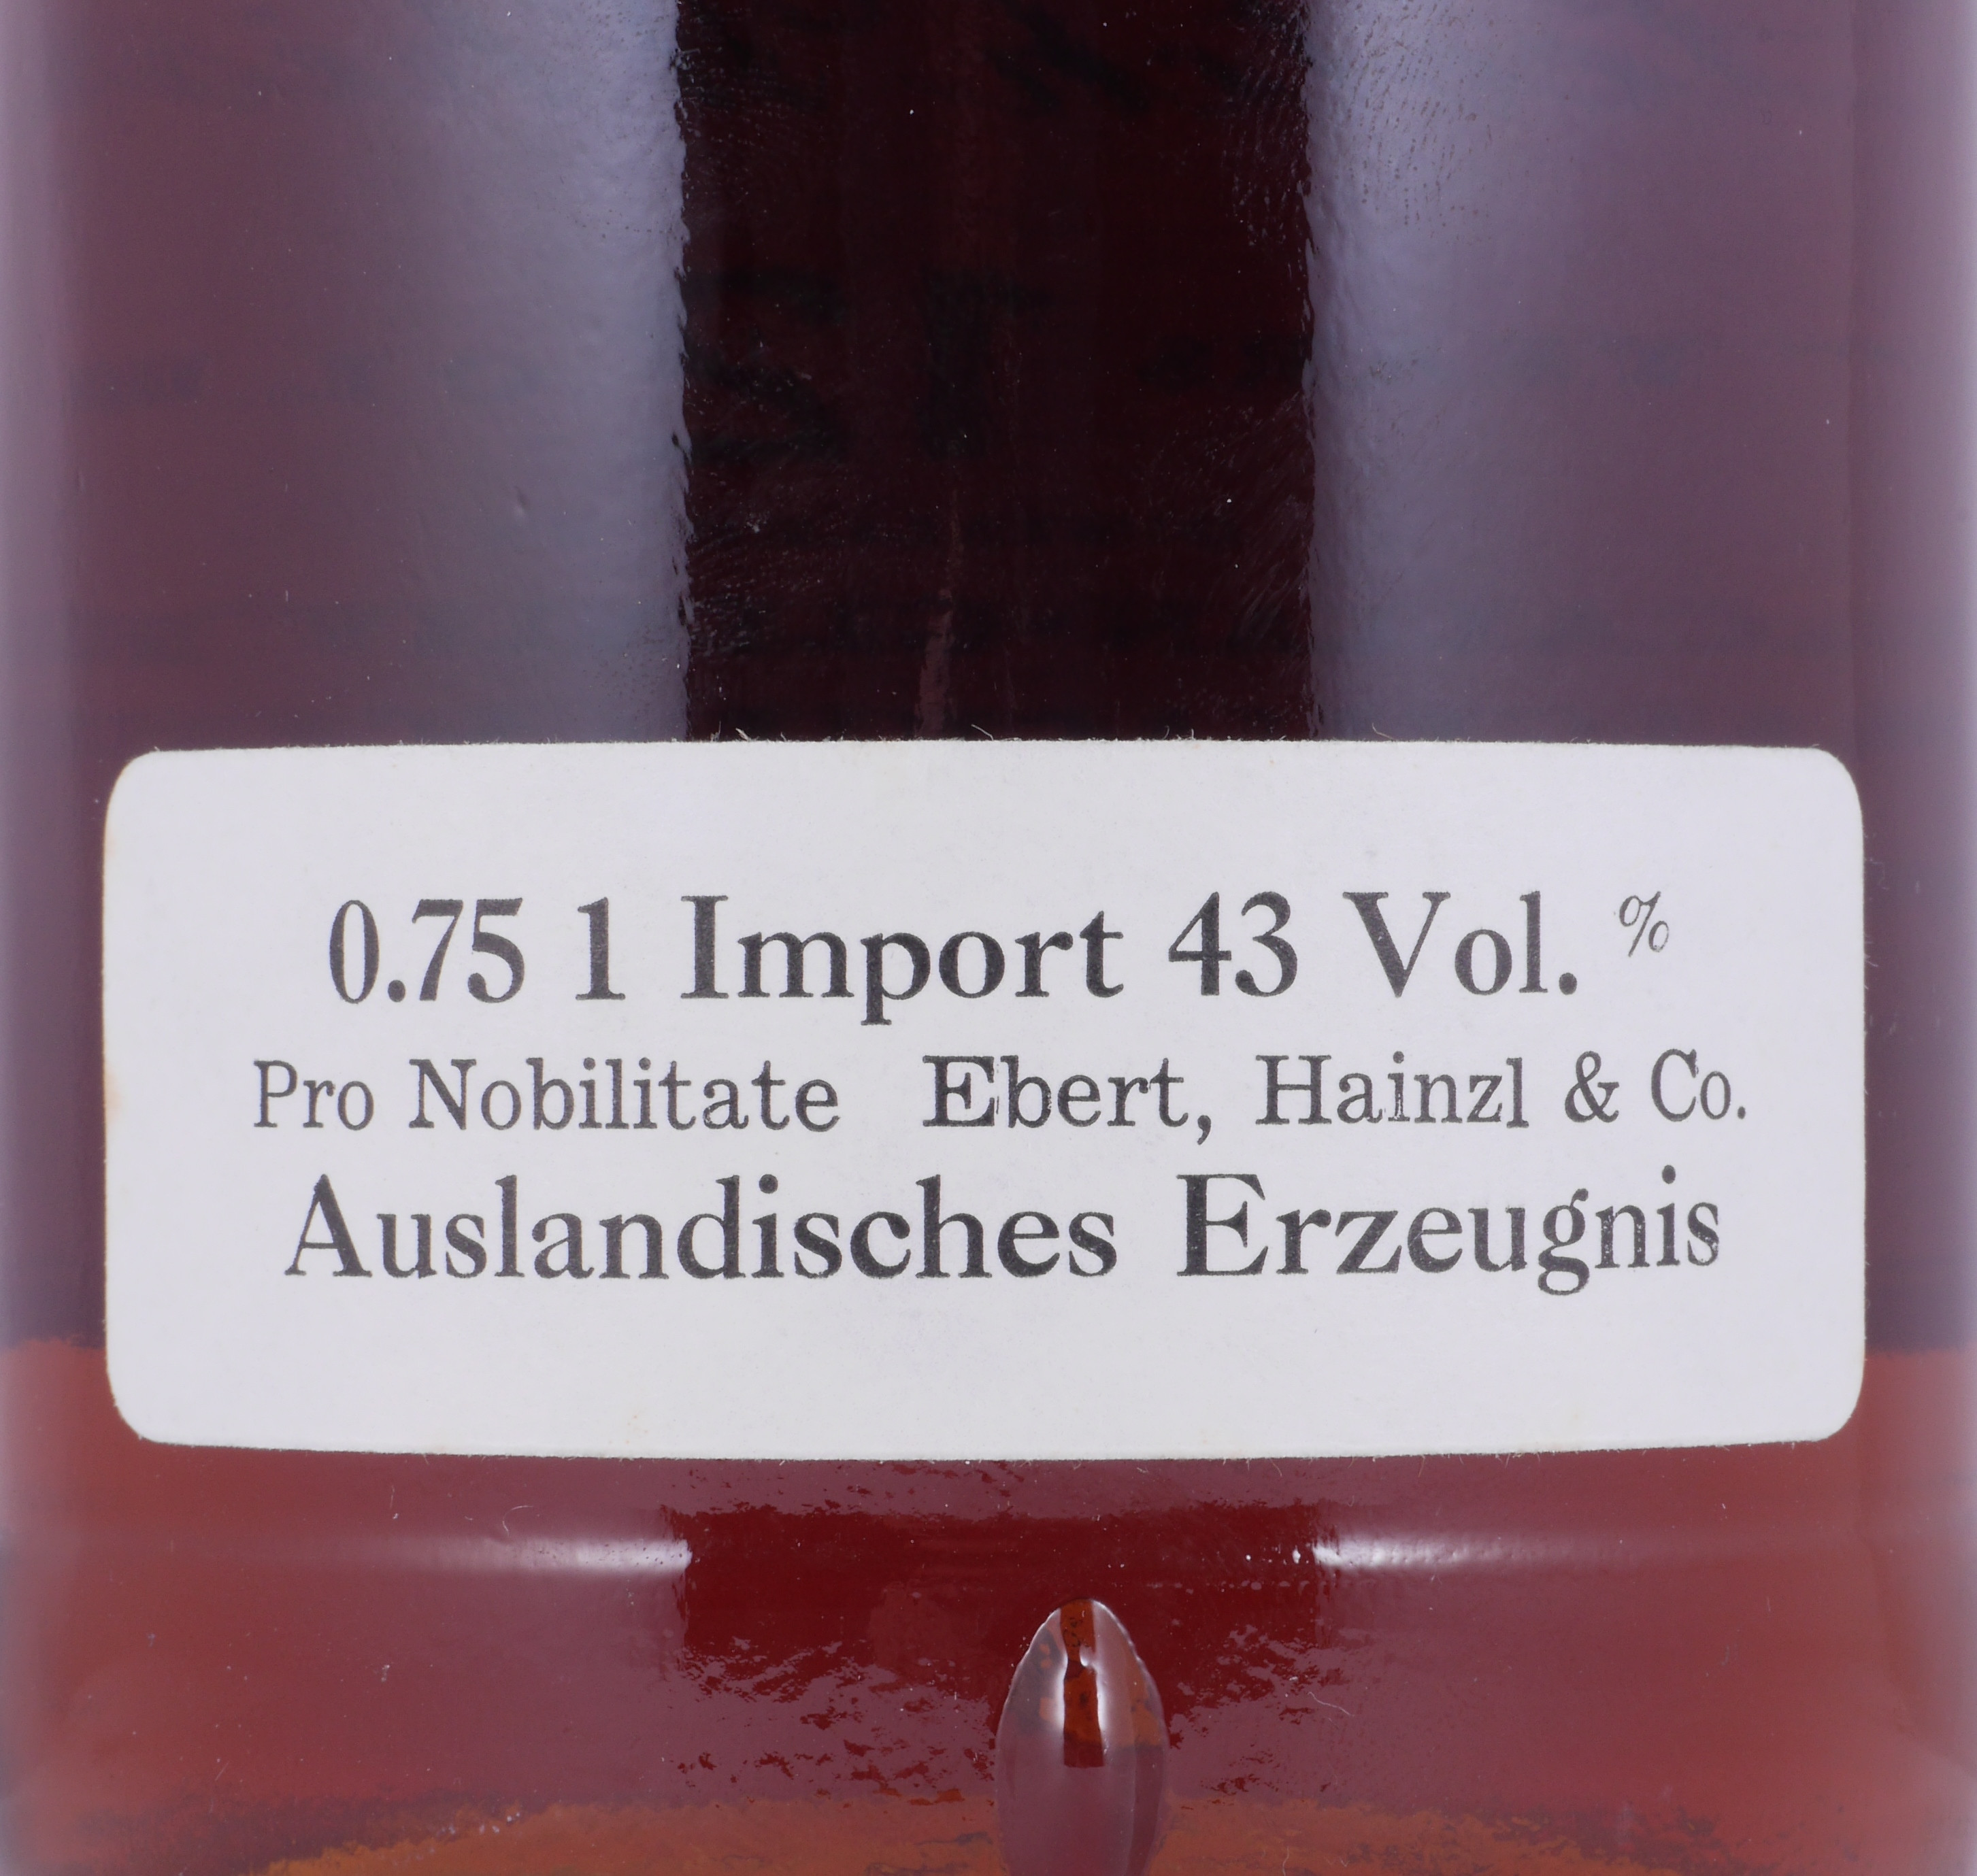 0.75 l Import 43 Vol. %
Pro Nobilitate Ebert, Hainzl & Co.
Auslandisches Erzeugnis